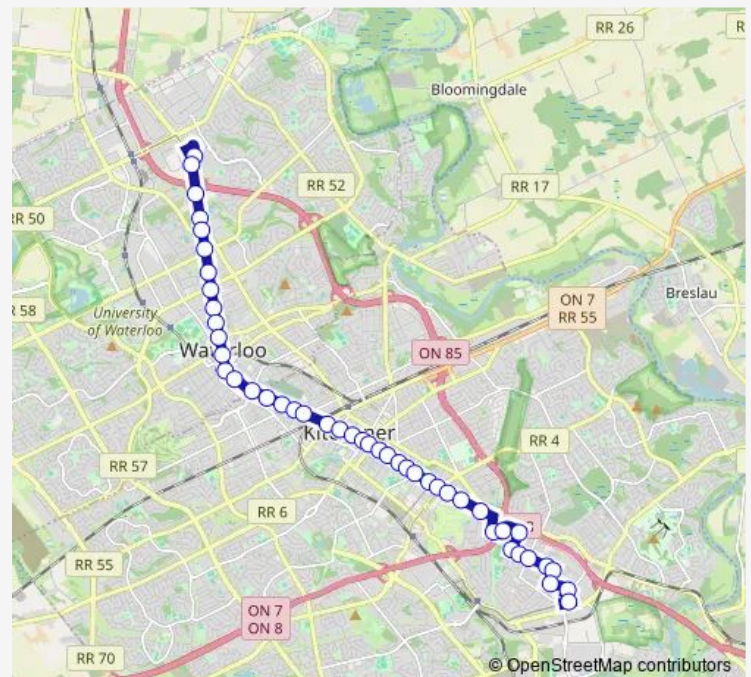 RR 26
R
Bloomingdale
RR 52
RR 17
RR 50
ON 7
RR 55
Breslau
RR 58
University
of Waterloo
ON 85
RR 4
RR 57
RR 6
RR 55
ON 7
ON 8
RR 70
© OpenStreetMap contributors